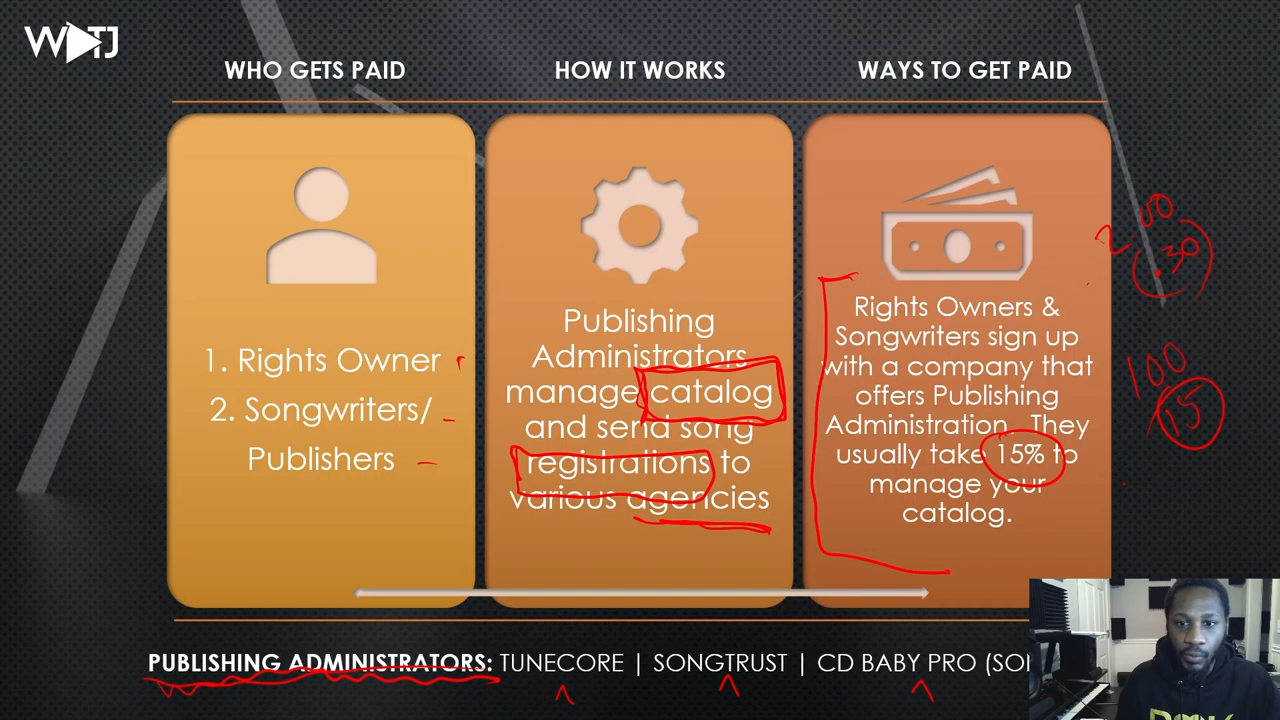 WHO GETS PAID
HOW IT WORKS
WAYS TO GET PAID
1. Rights Owner
2. Songwriters/
Publishers
Publishing
Administrators
manage catalog
and send song
registrations to
various agencies
Rights Owners &
Songwriters sign up
with a company that
offers Publishing
Administration. They
usually take 15% to
manage your
catalog.
2.00
.30
100
15
PUBLISHING ADMINISTRATORS: TUNECORE | SONGTRUST | CD BABY PRO